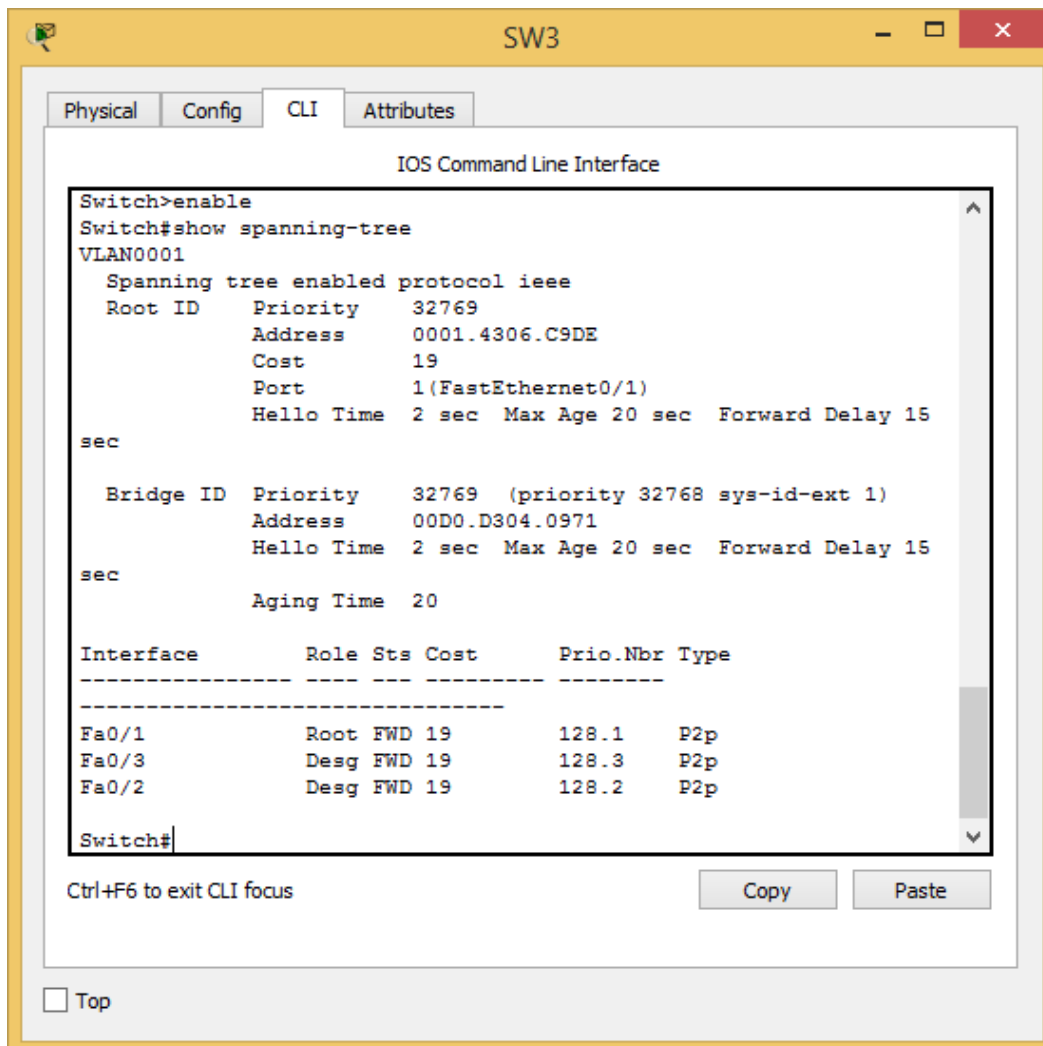 SW3
Physical Config CLI Attributes
IOS Command Line Interface
Switch>enable
Switch#show spanning-tree
VLAN0001
  Spanning tree enabled protocol ieee
  Root ID    Priority    32769
             Address     0001.4306.C9DE
             Cost        19
             Port        1(FastEthernet0/1)
             Hello Time  2 sec  Max Age 20 sec  Forward Delay 15
sec
  Bridge ID  Priority    32769  (priority 32768 sys-id-ext 1)
             Address     00D0.D304.0971
             Hello Time  2 sec  Max Age 20 sec  Forward Delay 15
sec
             Aging Time  20
Interface        Role Sts Cost      Prio.Nbr Type
---------------- ---- --- --------- --------
--------------------------------
Fa0/1            Root FWD 19        128.1    P2p
Fa0/3            Desg FWD 19        128.3    P2p
Fa0/2            Desg FWD 19        128.2    P2p
Switch#
Ctrl+F6 to exit CLI focus
Copy Paste
Top